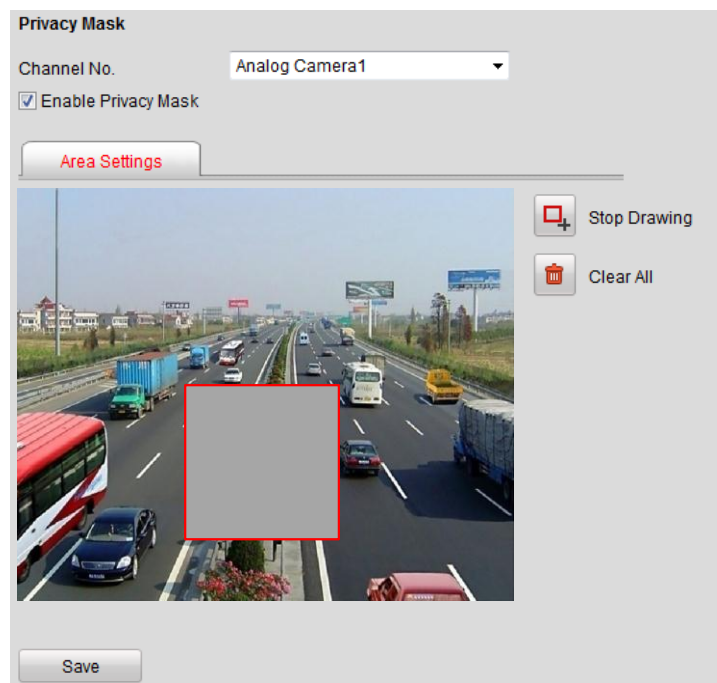 Privacy Mask
Channel No.
Analog Camera1
Enable Privacy Mask
Area Settings
Stop Drawing
Clear All
Save